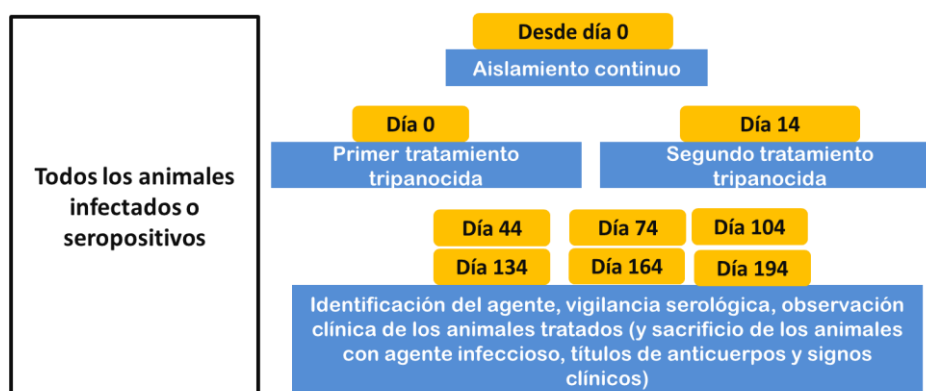 Desde día 0
Aislamiento continuo
Todos los animales
infectados o
seropositivos
Día 0
Primer tratamiento
tripanocida
Día 14
Segundo tratamiento
tripanocida
Día 44
Día 74
Día 104
Día 134
Día 164
Día 194
Identificación del agente, vigilancia serológica, observación
clínica de los animales tratados (y sacrificio de los animales
con agente infeccioso, títulos de anticuerpos y signos
clínicos)